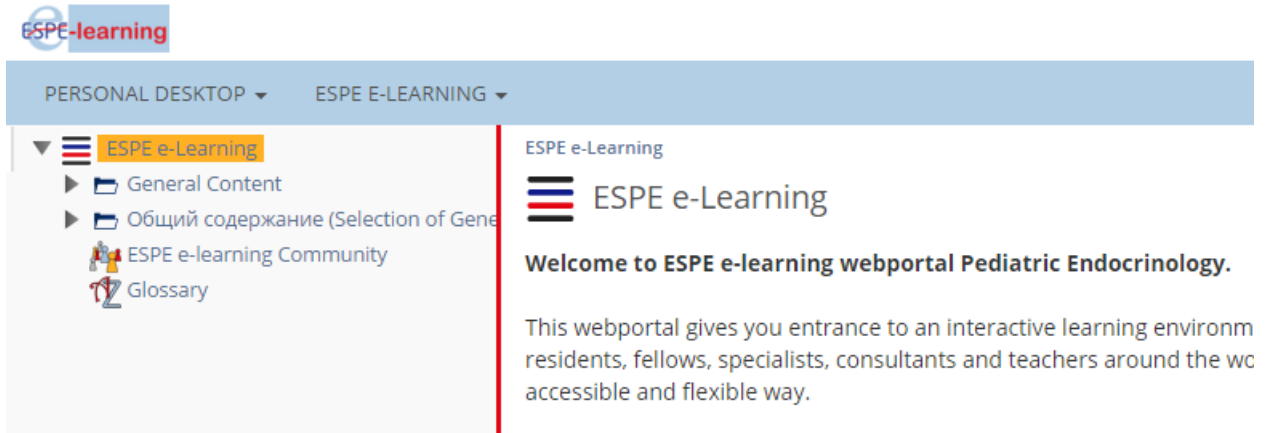 ESPE-learning
PERSONAL DESKTOP ESPE E-LEARNING
ESPE e-Learning
General Content
Общий содержание (Selection of Gene
ESPE e-learning Community
Glossary
ESPE e-Learning
ESPE e-Learning
Welcome to ESPE e-learning webportal Pediatric Endocrinology.
This webportal gives you entrance to an interactive learning environm
residents, fellows, specialists, consultants and teachers around the wo
accessible and flexible way.